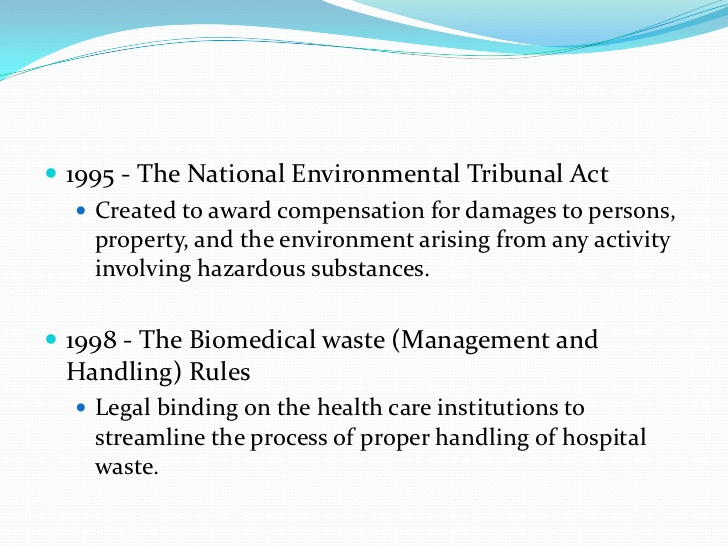 • 1995 - The National Environmental Tribunal Act
• Created to award compensation for damages to persons,
property, and the environment arising from any activity
involving hazardous substances.
• 1998 - The Biomedical waste (Management and
Handling) Rules
• Legal binding on the health care institutions to
streamline the process of proper handling of hospital
waste.